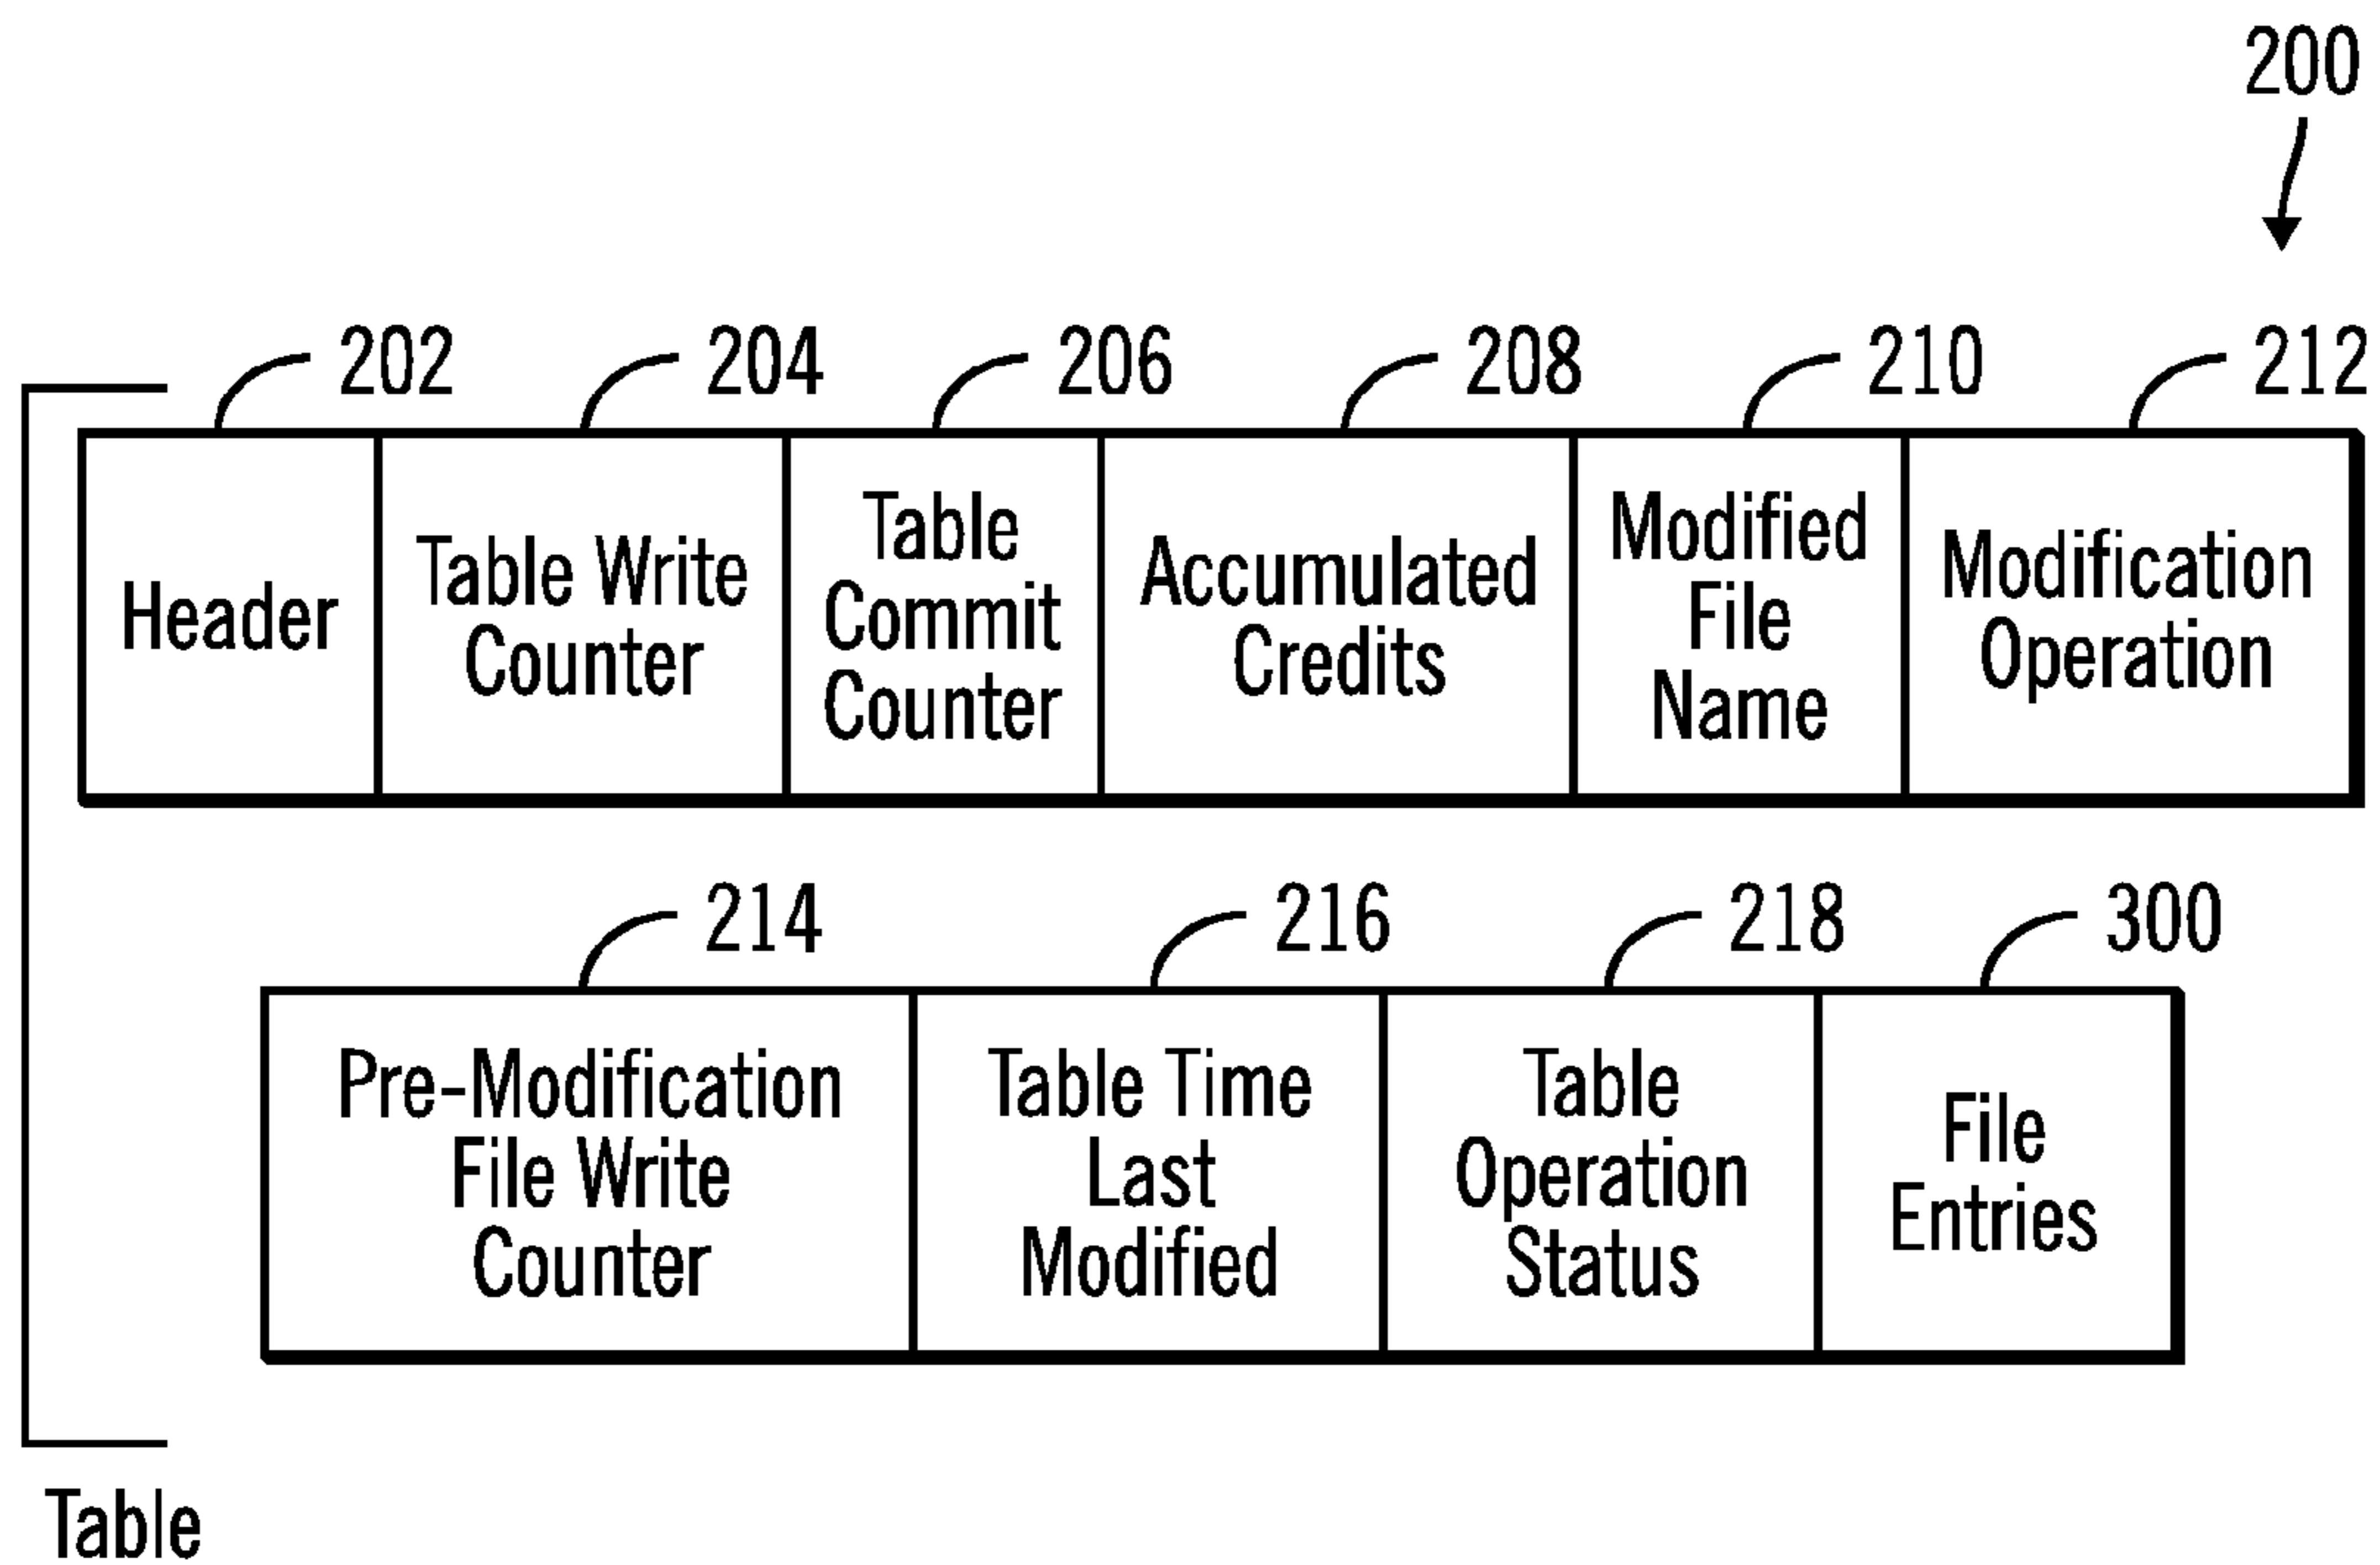 200
202 204 206 208 210 212
Header
Table Write
Counter
Table
Commit
Counter
Accumulated
Credits
Modified
File
Name
Modification
Operation
214 216 218 300
Pre-Modification
File Write
Counter
Table Time
Last
Modified
Table
Operation
Status
File
Entries
Table